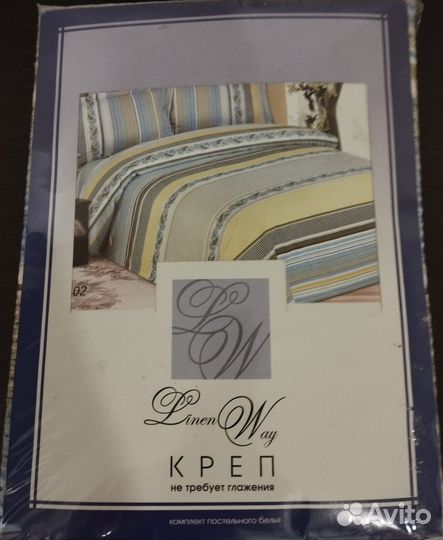 02
LW
Linen Way
КРЕП
не требует глажения
комплект постельного белья
Avito